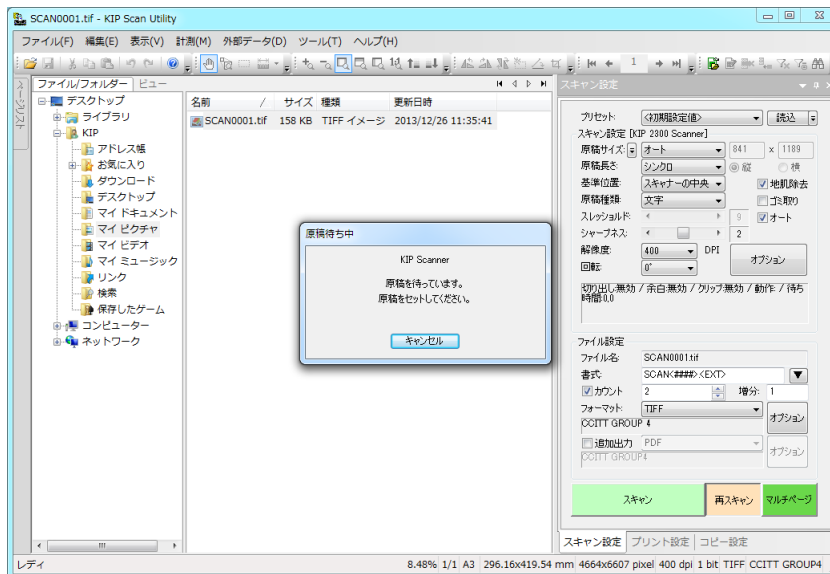 SCAN0001.tif - KIP Scan Utility
ファイル(F) 編集(E) 表示(V) 計測(M) 外部データ(D) ツール(T) ヘルプ(H)
1
ページリスト
ファイル/フォルダー ビュー
デスクトップ
ライブラリ
KIP
アドレス帳
お気に入り
ダウンロード
デスクトップ
マイ ドキュメント
マイ ピクチャ
マイ ビデオ
マイ ミュージック
リンク
検索
保存したゲーム
コンピューター
ネットワーク
名前 / サイズ 種類 更新日時
SCAN0001.tif 158 KB TIFF イメージ 2013/12/26 11:35:41
原稿待ち中
KIP Scanner
原稿を待っています。
原稿をセットしてください。
キャンセル
スキャン設定
プリセット: <初期設定値> 読込
スキャン設定 [KIP 2300 Scanner]
原稿サイズ: オート 841 x 1189
原稿長さ: シンクロ 縦 横
基準位置: スキャナーの中央 地肌除去
原稿種類: 文字 ゴミ取り
スレッショルド: 9 オート
シャープネス: 2
解像度: 400 DPI オプション
回転: 0°
切り出し:無効 / 余白:無効 / クリップ:無効 / 動作: / 待ち
時間:0.0
ファイル設定
ファイル名: SCAN0001.tif
書式: SCAN<####>.<EXT>
カウント 2 増分: 1
フォーマット: TIFF オプション
CCITT GROUP 4
追加出力 PDF オプション
CCITT GROUP4
スキャン 再スキャン マルチページ
スキャン設定 プリント設定 コピー設定
レディ 8.48% 1/1 A3 296.16x419.54 mm 4664x6607 pixel 400 dpi 1 bit TIFF CCITT GROUP4